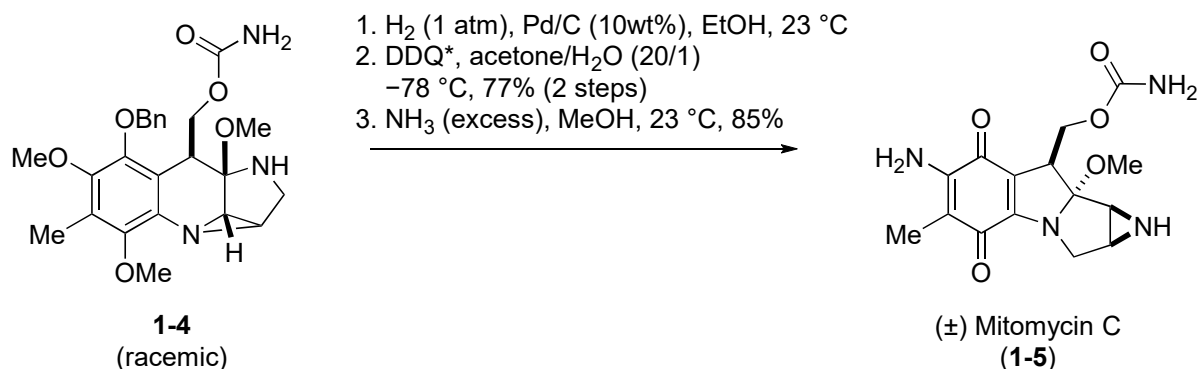 O
NH₂
O
OBn
OMe
MeO
NH
Me
N
H
OMe
1-4
(racemic)
1. H₂ (1 atm), Pd/C (10wt%), EtOH, 23 °C
2. DDQ*, acetone/H₂O (20/1)
−78 °C, 77% (2 steps)
3. NH₃ (excess), MeOH, 23 °C, 85%
O
NH₂
O
O
H₂N
OMe
NH
N
Me
O
(±) Mitomycin C
(1-5)